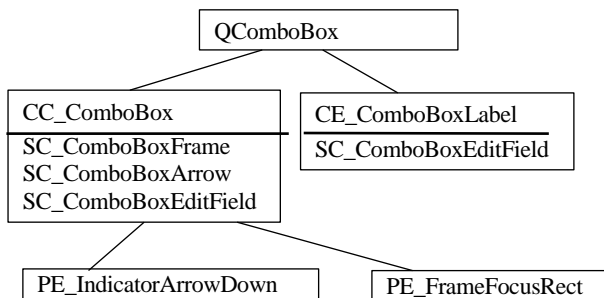 QComboBox
CC_ComboBox
SC_ComboBoxFrame
SC_ComboBoxArrow
SC_ComboBoxEditField
CE_ComboBoxLabel
SC_ComboBoxEditField
PE_IndicatorArrowDown
PE_FrameFocusRect